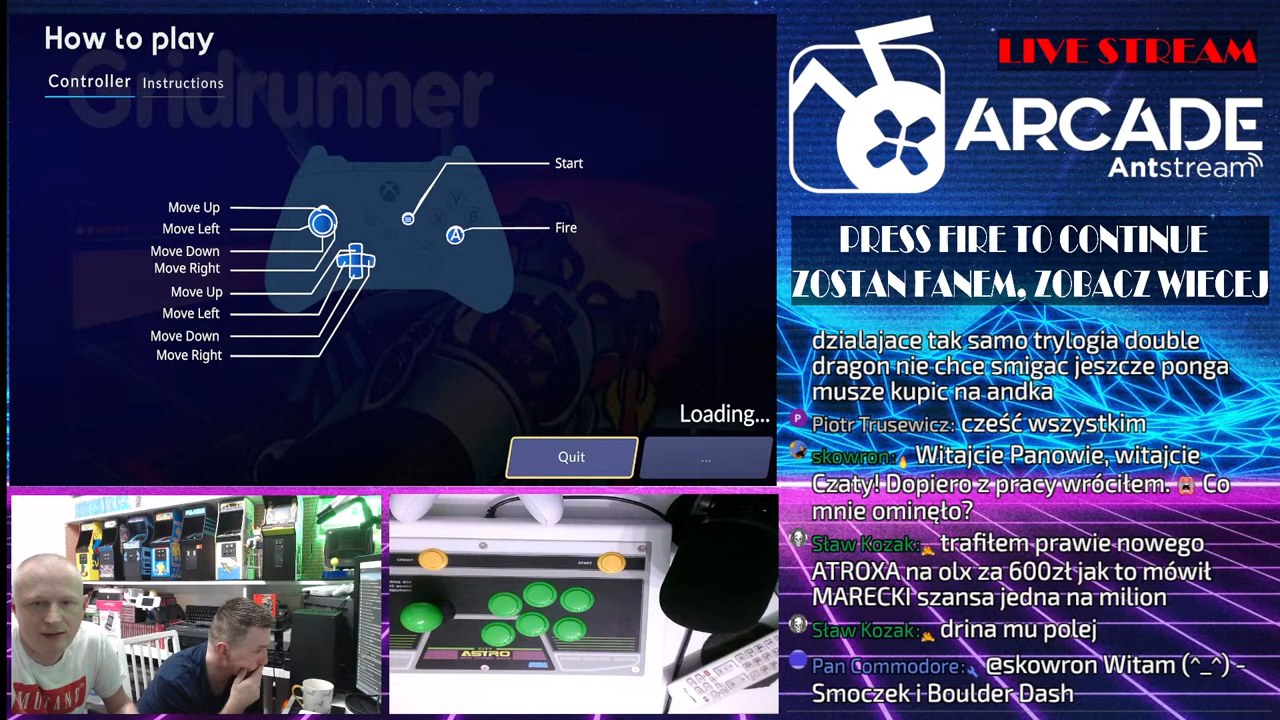 How to play
Controller Instructions
Gridrunner
Start
Move Up
Move Left
Fire
Move Down
Move Right
Move Up
Move Left
Move Down
Move Right
X Y B
A
Loading...
Quit
...
LIVE STREAM
ARCADE
Antstream
PRESS FIRE TO CONTINUE
ZOSTAN FANEM, ZOBACZ WIECEJ
dzialajace tak samo trylogia double
dragon nie chce smigac jeszcze ponga
musze kupic na andka
P Piotr Trusewicz: cześć wszystkim
skowron: Witajcie Panowie, witajcie
Czaty! Dopiero z pracy wróciłem. Co
mnie ominęło?
Sław Kozak: trafiłem prawie nowego
ATROXA na olx za 600zł jak to mówił
MARECKI szansa jedna na milion
Sław Kozak: drina mu polej
Pan Commodore: @skowron Witam (^_^) -
Smoczek i Boulder Dash
MUTANT
CREDIT
START
CITY
ASTRO
SEGA